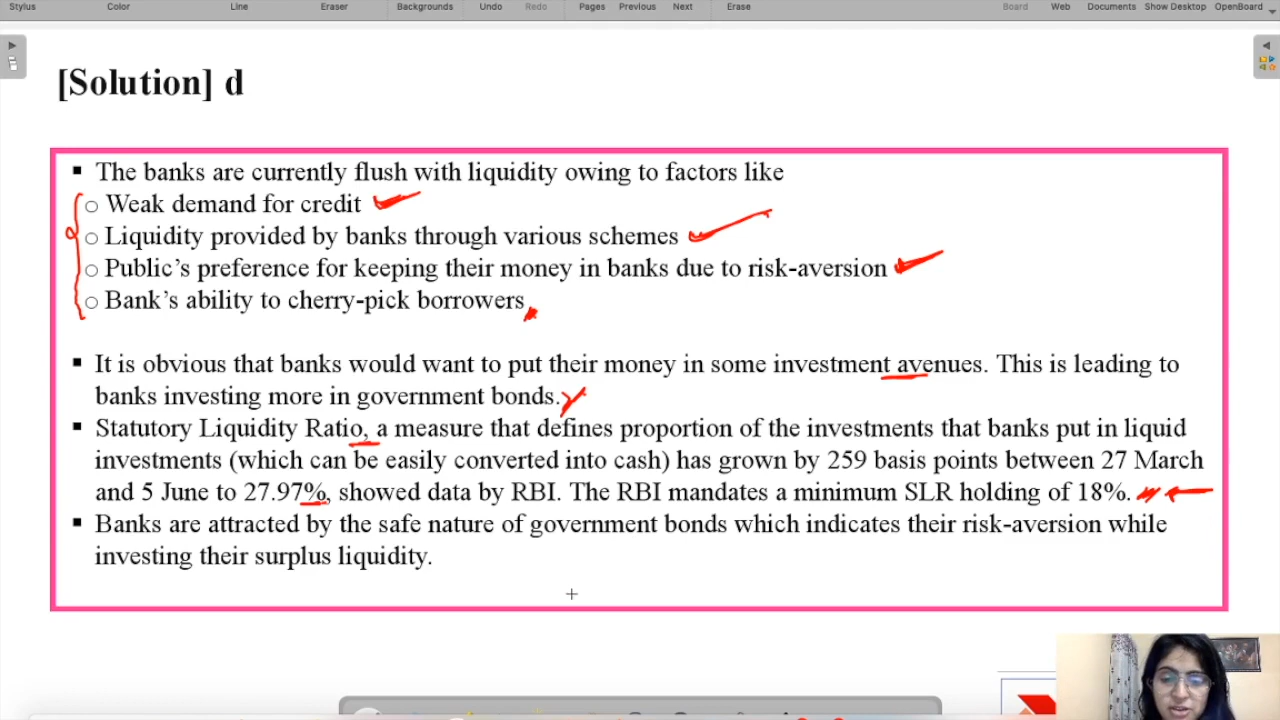 Stylus Color Line Eraser Backgrounds Undo Redo Pages Previous Next Erase Board Web Documents Show Desktop OpenBoard
[Solution] d
▪ The banks are currently flush with liquidity owing to factors like
○ Weak demand for credit
○ Liquidity provided by banks through various schemes
○ Public’s preference for keeping their money in banks due to risk-aversion
○ Bank’s ability to cherry-pick borrowers
▪ It is obvious that banks would want to put their money in some investment avenues. This is leading to
banks investing more in government bonds.
▪ Statutory Liquidity Ratio, a measure that defines proportion of the investments that banks put in liquid
investments (which can be easily converted into cash) has grown by 259 basis points between 27 March
and 5 June to 27.97%, showed data by RBI. The RBI mandates a minimum SLR holding of 18%.
▪ Banks are attracted by the safe nature of government bonds which indicates their risk-aversion while
investing their surplus liquidity.